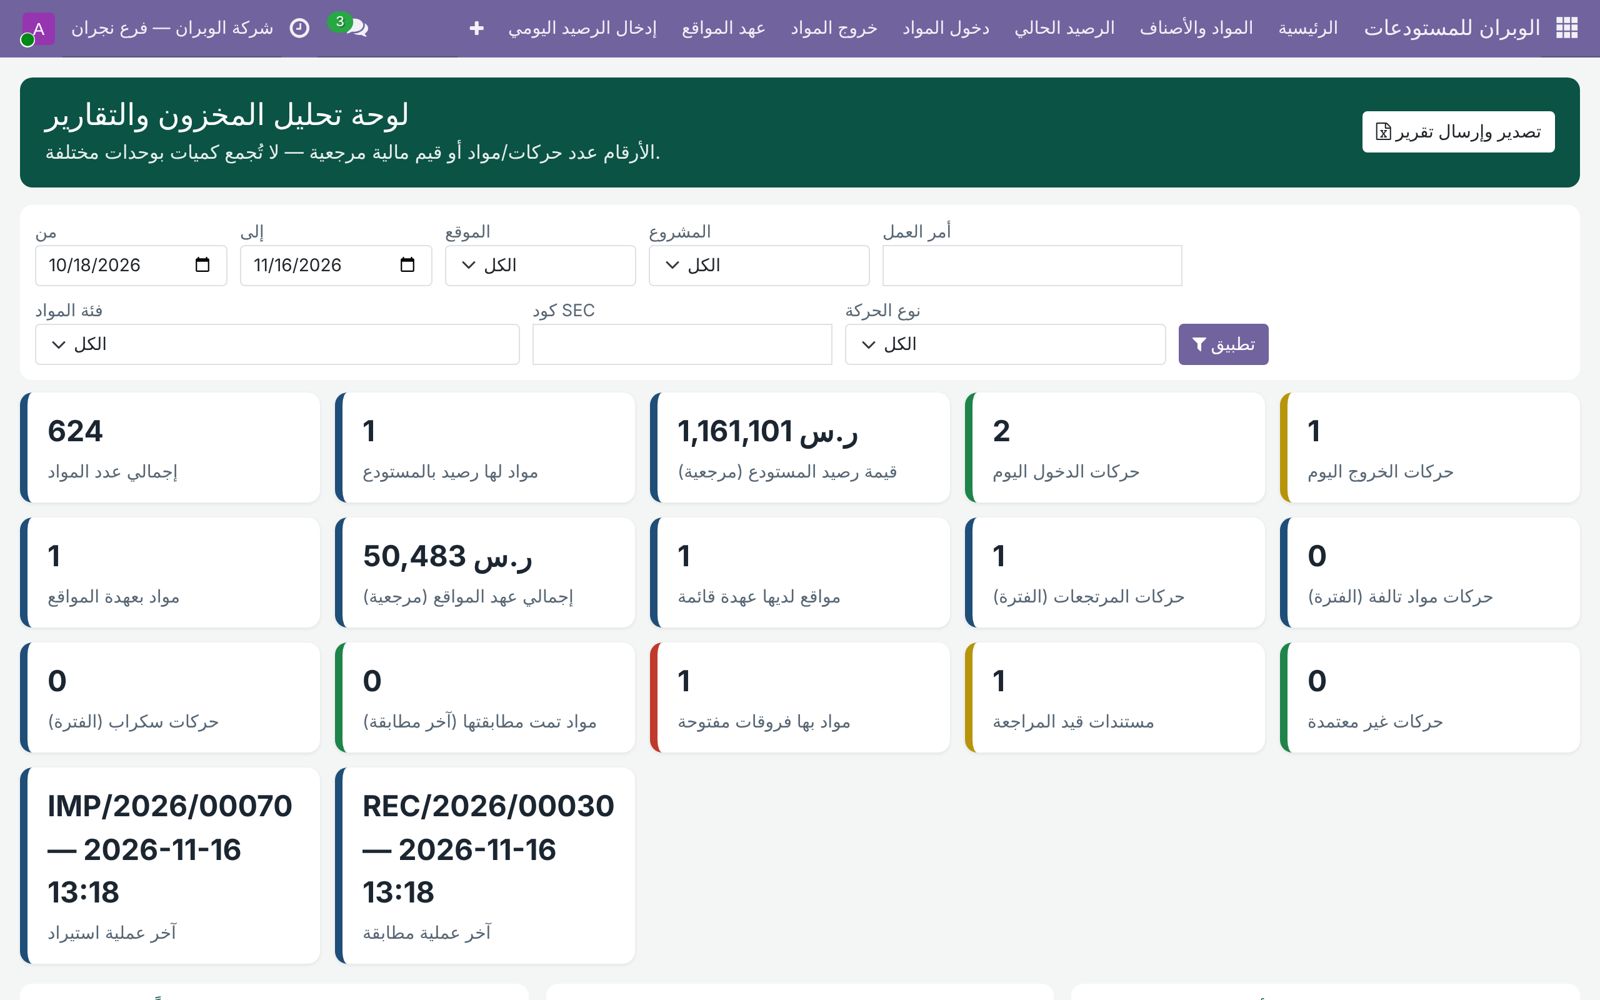 الوبران للمستودعات الرئيسية المواد والأصناف الرصيد الحالي دخول المواد خروج المواد عهد المواقع إدخال الرصيد اليومي + 3 شركة الوبران — فرع نجران A
لوحة تحليل المخزون والتقارير
الأرقام عدد حركات/مواد أو قيم مالية مرجعية — لا تُجمع كميات بوحدات مختلفة.
تصدير وإرسال تقرير
من
10/18/2026
إلى
11/16/2026
الموقع
الكل
المشروع
الكل
أمر العمل
فئة المواد
الكل
كود SEC
نوع الحركة
الكل
تطبيق
624
إجمالي عدد المواد
1
مواد لها رصيد بالمستودع
1,161,101 ر.س
قيمة رصيد المستودع (مرجعية)
2
حركات الدخول اليوم
1
حركات الخروج اليوم
1
مواد بعهدة المواقع
50,483 ر.س
إجمالي عهد المواقع (مرجعية)
1
مواقع لديها عهدة قائمة
1
حركات المرتجعات (الفترة)
0
حركات مواد تالفة (الفترة)
0
حركات سكراب (الفترة)
0
مواد تمت مطابقتها (آخر مطابقة)
1
مواد بها فروقات مفتوحة
1
مستندات قيد المراجعة
0
حركات غير معتمدة
IMP/2026/00070
— 2026-11-16
13:18
آخر عملية استيراد
REC/2026/00030
— 2026-11-16
13:18
آخر عملية مطابقة